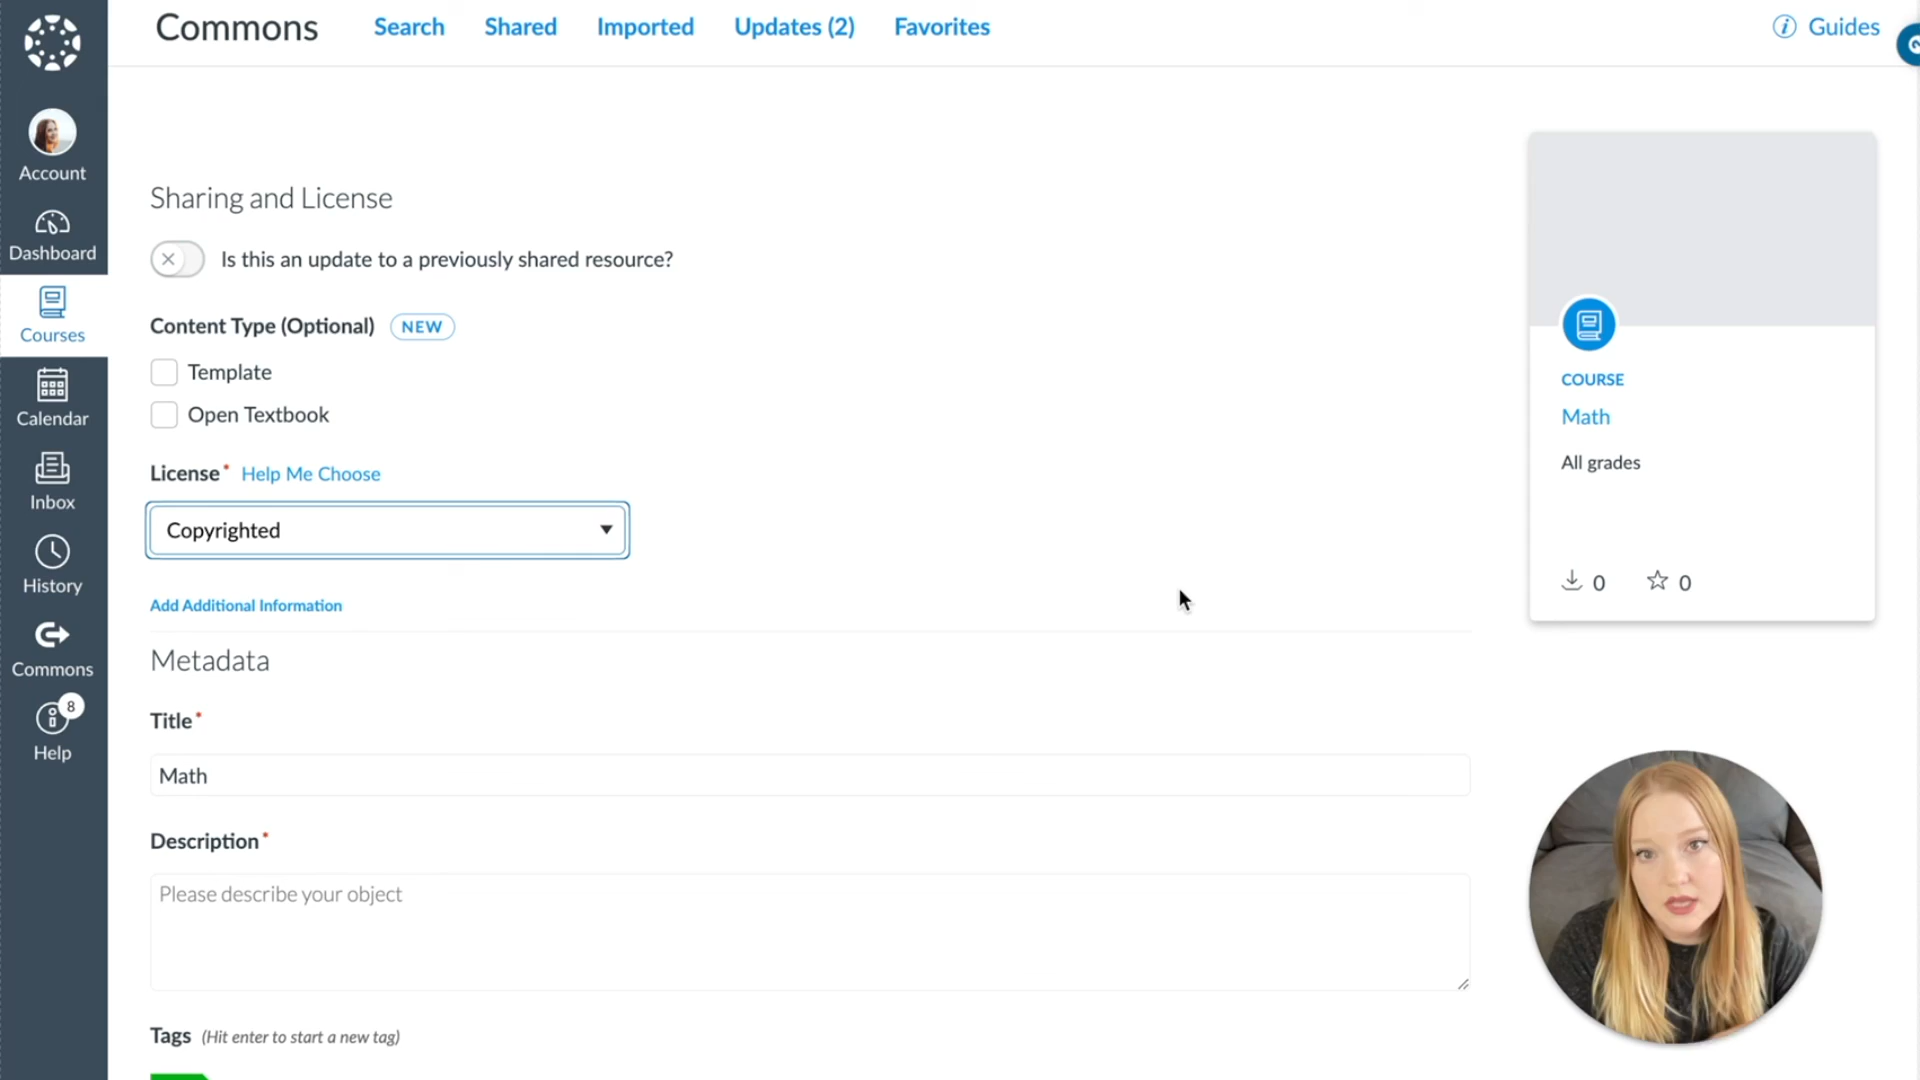 Commons
Search
Shared
Imported
Updates (2)
Favorites
Guides
Account
Dashboard
Courses
Calendar
Inbox
History
Commons
8
Help
Sharing and License
Is this an update to a previously shared resource?
Content Type (Optional) NEW
Template
Open Textbook
License* Help Me Choose
Copyrighted
Add Additional Information
Metadata
Title*
Math
Description*
Please describe your object
Tags (Hit enter to start a new tag)
COURSE
Math
All grades
0 0